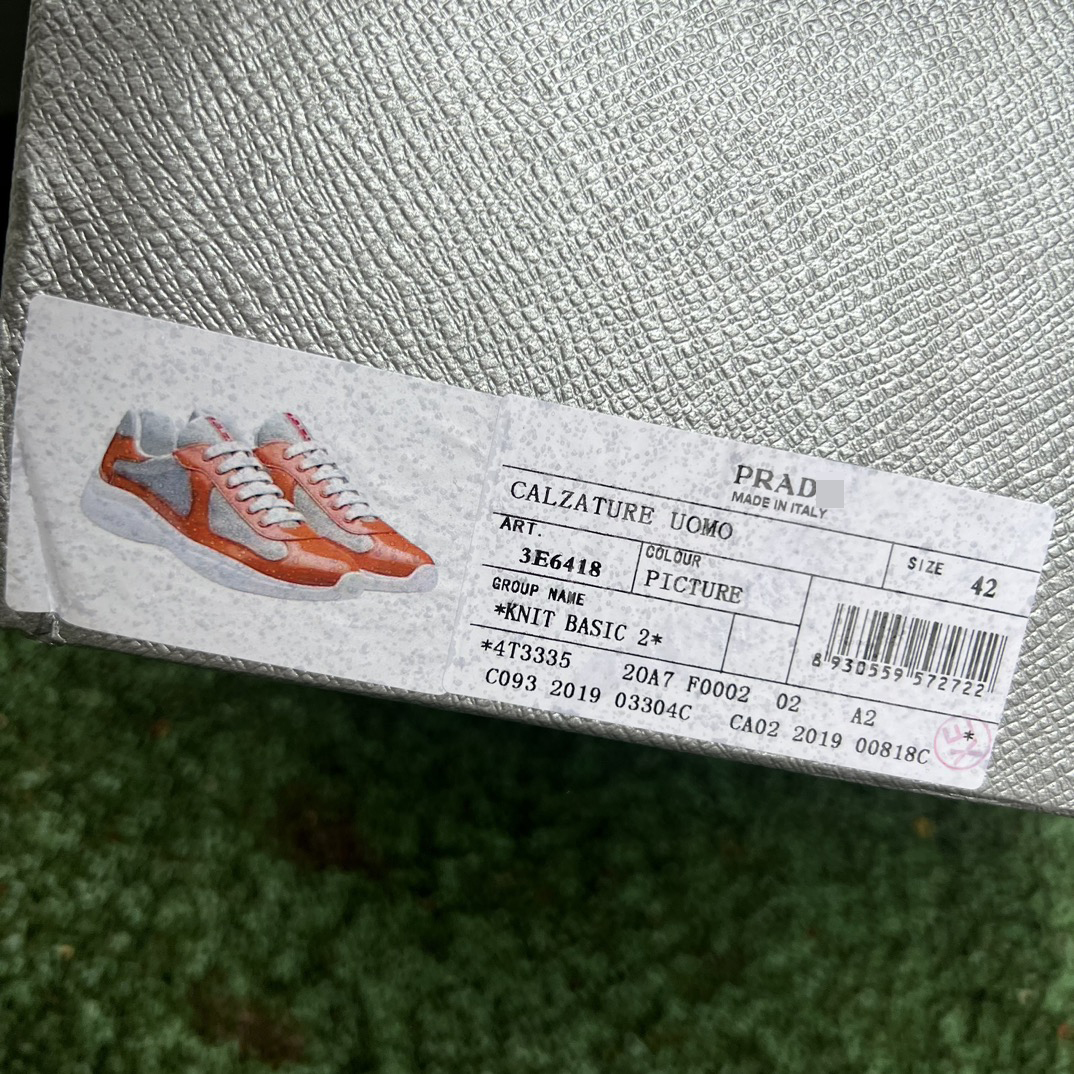 PRAD
MADE IN ITALY
CALZATURE UOMO
ART.
3E6418
COLOUR
PICTURE
SIZE 42
GROUP NAME
*KNIT BASIC 2*
8 930559 572722
*4T3335 20A7 F0002 02 A2
C093 2019 03304C CA02 2019 00818C *